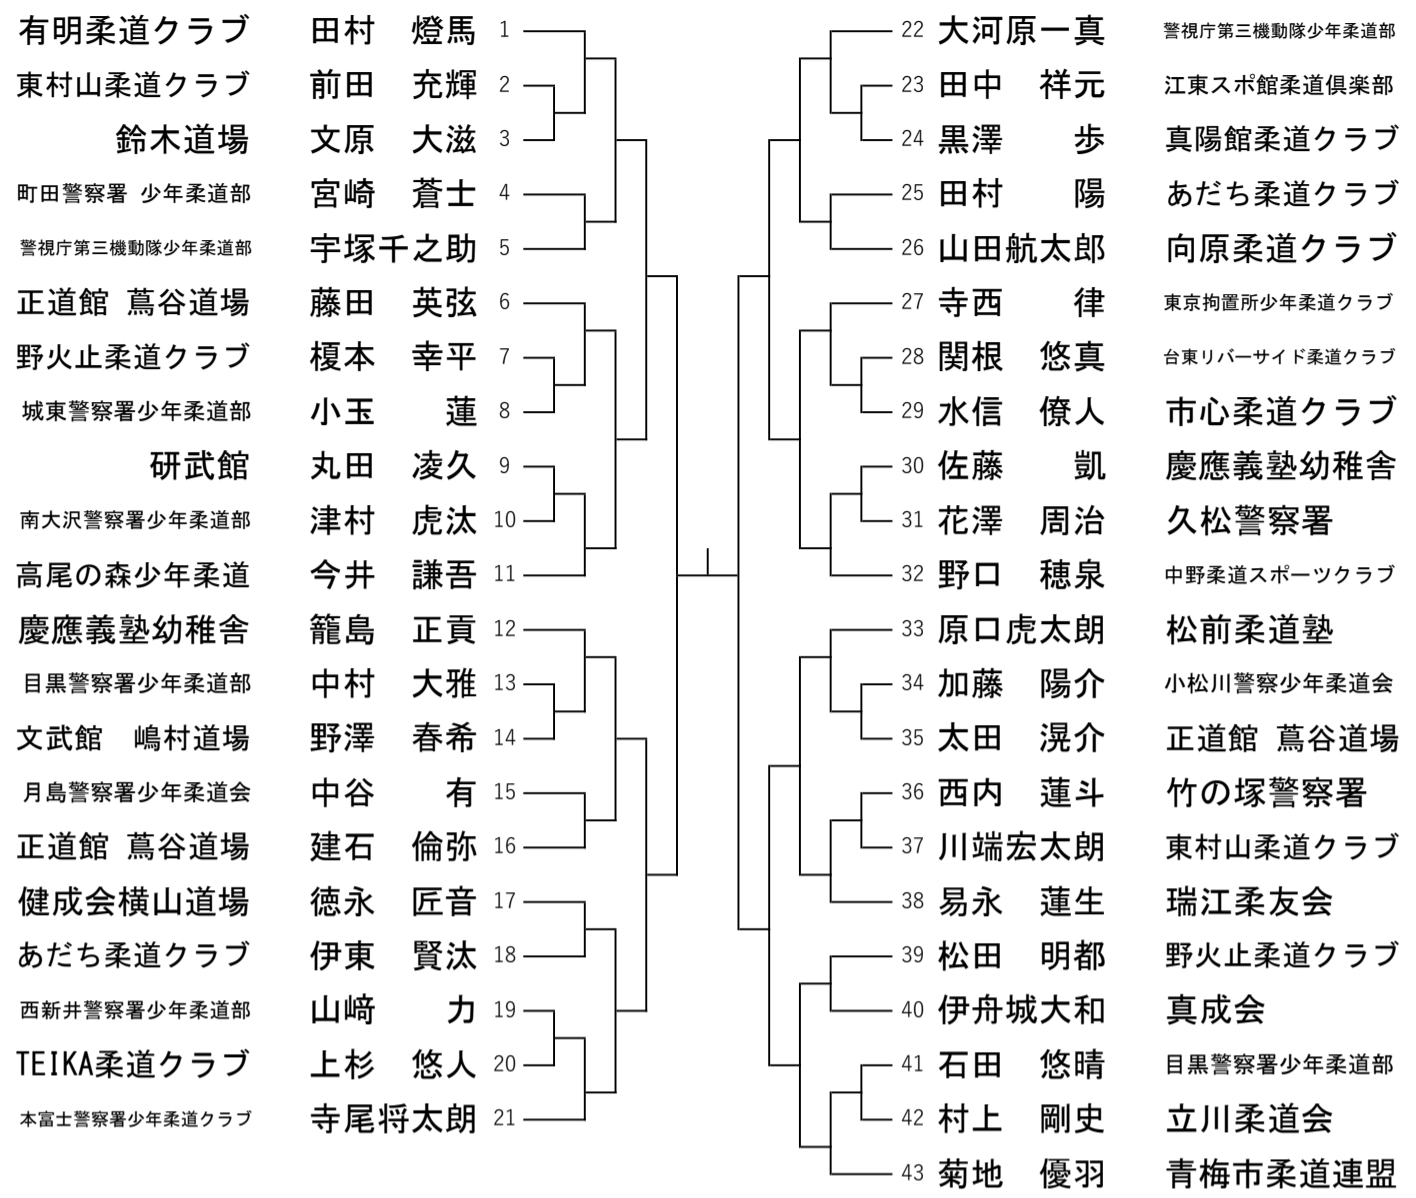 有明柔道クラブ 田村 燈馬 1
東村山柔道クラブ 前田 充輝 2
鈴木道場 文原 大滋 3
町田警察署 少年柔道部 宮崎 蒼士 4
警視庁第三機動隊少年柔道部 宇塚千之助 5
正道館 蔦谷道場 藤田 英弦 6
野火止柔道クラブ 榎本 幸平 7
城東警察署少年柔道部 小玉 蓮 8
研武館 丸田 凌久 9
南大沢警察署少年柔道部 津村 虎汰 10
高尾の森少年柔道 今井 謙吾 11
慶應義塾幼稚舎 籠島 正貢 12
目黒警察署少年柔道部 中村 大雅 13
文武館 嶋村道場 野澤 春希 14
月島警察署少年柔道会 中谷 有 15
正道館 蔦谷道場 建石 倫弥 16
健成会横山道場 徳永 匠音 17
あだち柔道クラブ 伊東 賢汰 18
西新井警察署少年柔道部 山﨑 力 19
TEIKA柔道クラブ 上杉 悠人 20
本富士警察署少年柔道クラブ 寺尾将太朗 21
22 大河原一真 警視庁第三機動隊少年柔道部
23 田中 祥元 江東スポ館柔道倶楽部
24 黒澤 歩 真陽館柔道クラブ
25 田村 陽 あだち柔道クラブ
26 山田航太郎 向原柔道クラブ
27 寺西 律 東京拘置所少年柔道クラブ
28 関根 悠真 台東リバーサイド柔道クラブ
29 水信 僚人 市心柔道クラブ
30 佐藤 凱 慶應義塾幼稚舎
31 花澤 周治 久松警察署
32 野口 穂泉 中野柔道スポーツクラブ
33 原口虎太朗 松前柔道塾
34 加藤 陽介 小松川警察少年柔道会
35 太田 滉介 正道館 蔦谷道場
36 西内 蓮斗 竹の塚警察署
37 川端宏太朗 東村山柔道クラブ
38 易永 蓮生 瑞江柔友会
39 松田 明都 野火止柔道クラブ
40 伊舟城大和 真成会
41 石田 悠晴 目黒警察署少年柔道部
42 村上 剛史 立川柔道会
43 菊地 優羽 青梅市柔道連盟